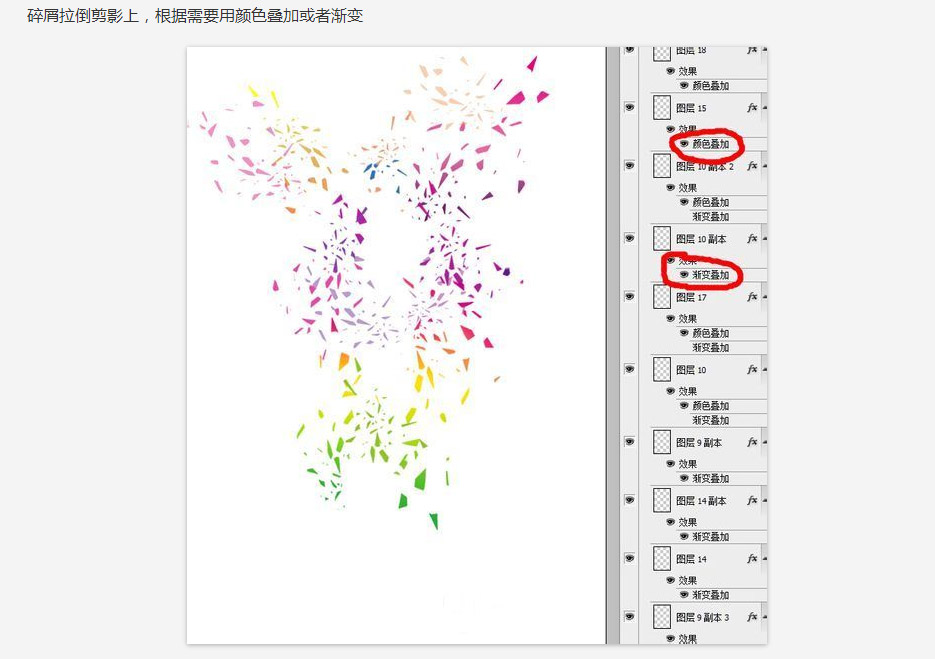 碎屑拉倒剪影上，根据需要用颜色叠加或者渐变
图层 18
fx
效果
颜色叠加
图层 15
fx
效果
颜色叠加
图层 10 副本 2
fx
效果
颜色叠加
渐变叠加
图层 10 副本
fx
效果
渐变叠加
图层 17
fx
效果
颜色叠加
渐变叠加
图层 10
fx
效果
颜色叠加
渐变叠加
图层 9 副本
fx
效果
渐变叠加
图层 14 副本
fx
效果
渐变叠加
图层 14
fx
效果
渐变叠加
图层 9 副本 3
fx
效果